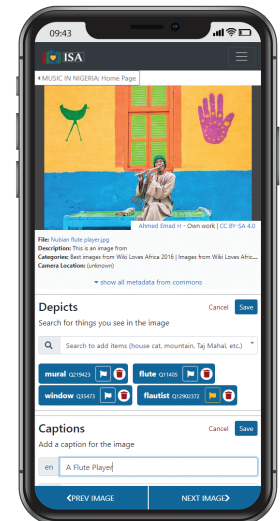 09:43
ISA
MUSIC IN NIGERIA: Home Page
Ahmed Emad H - Own work | CC BY-SA 4.0
File: Nubian flute player.jpg
Description: This is an image from
Categories: Best images from Wiki Loves Africa 2016 | Images from Wiki Loves Afric...
Camera Location: (unknown)
show all metadata from commons
Depicts Cancel Save
Search for things you see in the image
Search to add items (house cat, mountain, Taj Mahal, etc.)
mural Q219423 flute Q11405
window Q35473 flautist Q12902372
Captions Cancel Save
Add a caption for the image
en A Flute Player
PREV IMAGE NEXT IMAGE